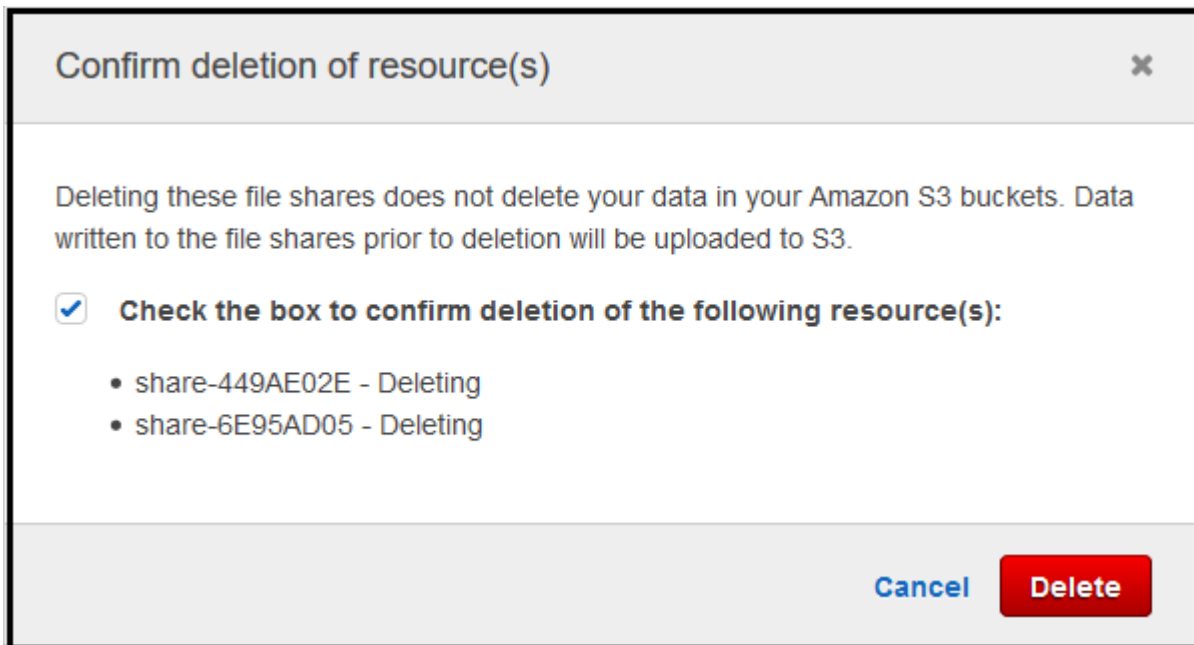 Confirm deletion of resource(s)
Deleting these file shares does not delete your data in your Amazon S3 buckets. Data
written to the file shares prior to deletion will be uploaded to S3.
Check the box to confirm deletion of the following resource(s):
• share-449AE02E - Deleting
• share-6E95AD05 - Deleting
Cancel Delete